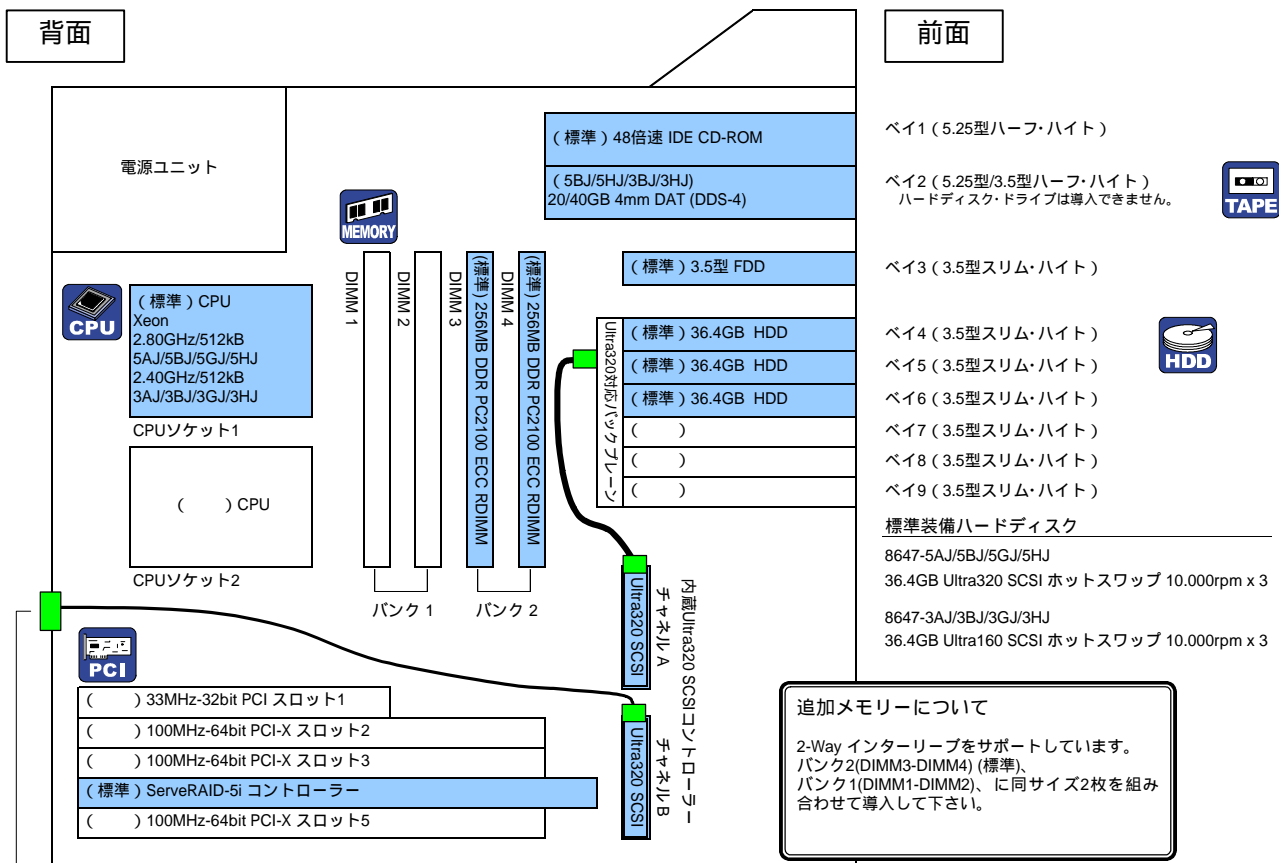 背面
前面
電源ユニット
(標準)48倍速 IDE CD-ROM
(5BJ/5HJ/3BJ/3HJ)
20/40GB 4mm DAT (DDS-4)
ベイ1(5.25型ハーフ・ハイト)
ベイ2(5.25型/3.5型ハーフ・ハイト)
ハードディスク・ドライブは導入できません。
TAPE
MEMORY
DIMM 1
DIMM 2
DIMM 3
(標準) 256MB DDR PC2100 ECC RDIMM
DIMM 4
(標準) 256MB DDR PC2100 ECC RDIMM
バンク 1
バンク 2
(標準)3.5型 FDD
ベイ3(3.5型スリム・ハイト)
CPU
(標準)CPU
Xeon
2.80GHz/512kB
5AJ/5BJ/5GJ/5HJ
2.40GHz/512kB
3AJ/3BJ/3GJ/3HJ
CPUソケット1
( )CPU
CPUソケット2
Ultra320対応バックプレーン
(標準)36.4GB HDD
(標準)36.4GB HDD
(標準)36.4GB HDD
( )
( )
( )
ベイ4(3.5型スリム・ハイト)
ベイ5(3.5型スリム・ハイト)
ベイ6(3.5型スリム・ハイト)
ベイ7(3.5型スリム・ハイト)
ベイ8(3.5型スリム・ハイト)
ベイ9(3.5型スリム・ハイト)
HDD
標準装備ハードディスク
8647-5AJ/5BJ/5GJ/5HJ
36.4GB Ultra320 SCSI ホットスワップ 10.000rpm x 3
8647-3AJ/3BJ/3GJ/3HJ
36.4GB Ultra160 SCSI ホットスワップ 10.000rpm x 3
Ultra320 SCSI
チャネル A
Ultra320 SCSI
チャネル B
内蔵Ultra320 SCSIコントローラー
PCI
( )33MHz-32bit PCI スロット1
( )100MHz-64bit PCI-X スロット2
( )100MHz-64bit PCI-X スロット3
(標準)ServeRAID-5i コントローラー
( )100MHz-64bit PCI-X スロット5
追加メモリーについて
2-Way インターリーブをサポートしています。
バンク2(DIMM3-DIMM4) (標準)、
バンク1(DIMM1-DIMM2)、に同サイズ2枚を組み
合わせて導入して下さい。